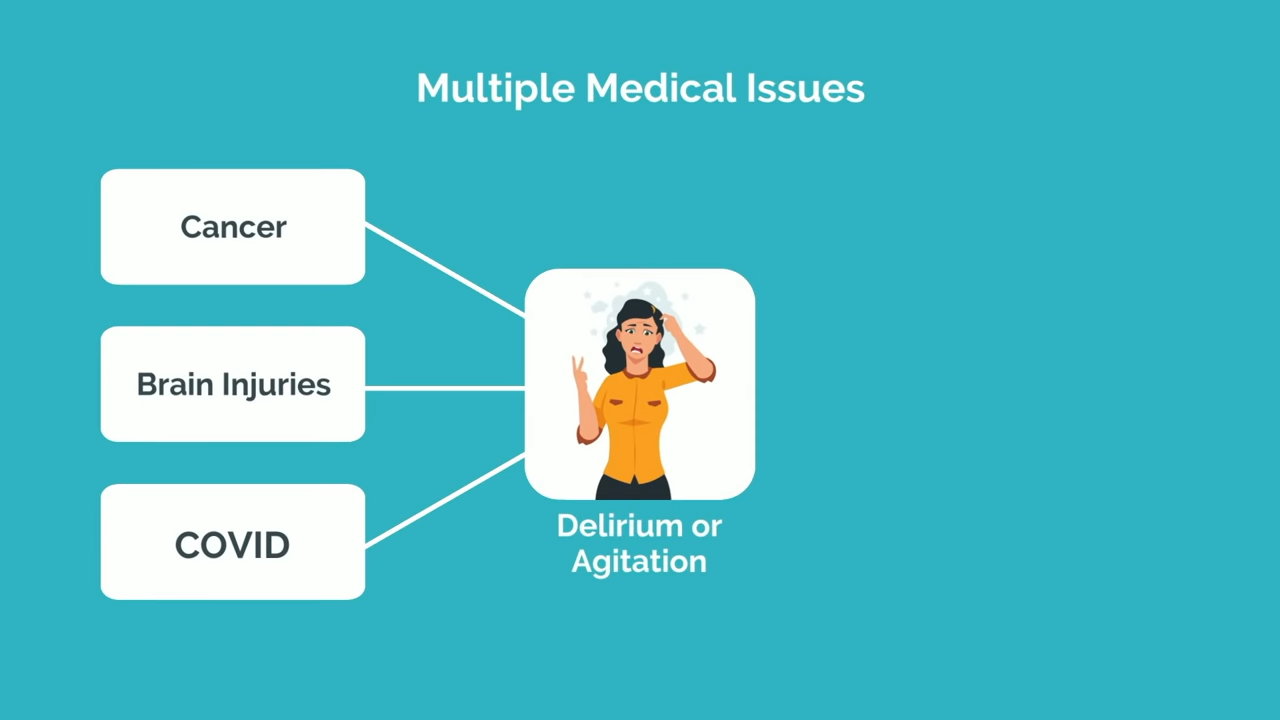 Multiple Medical Issues
Cancer
Brain Injuries
COVID
Delirium or
Agitation